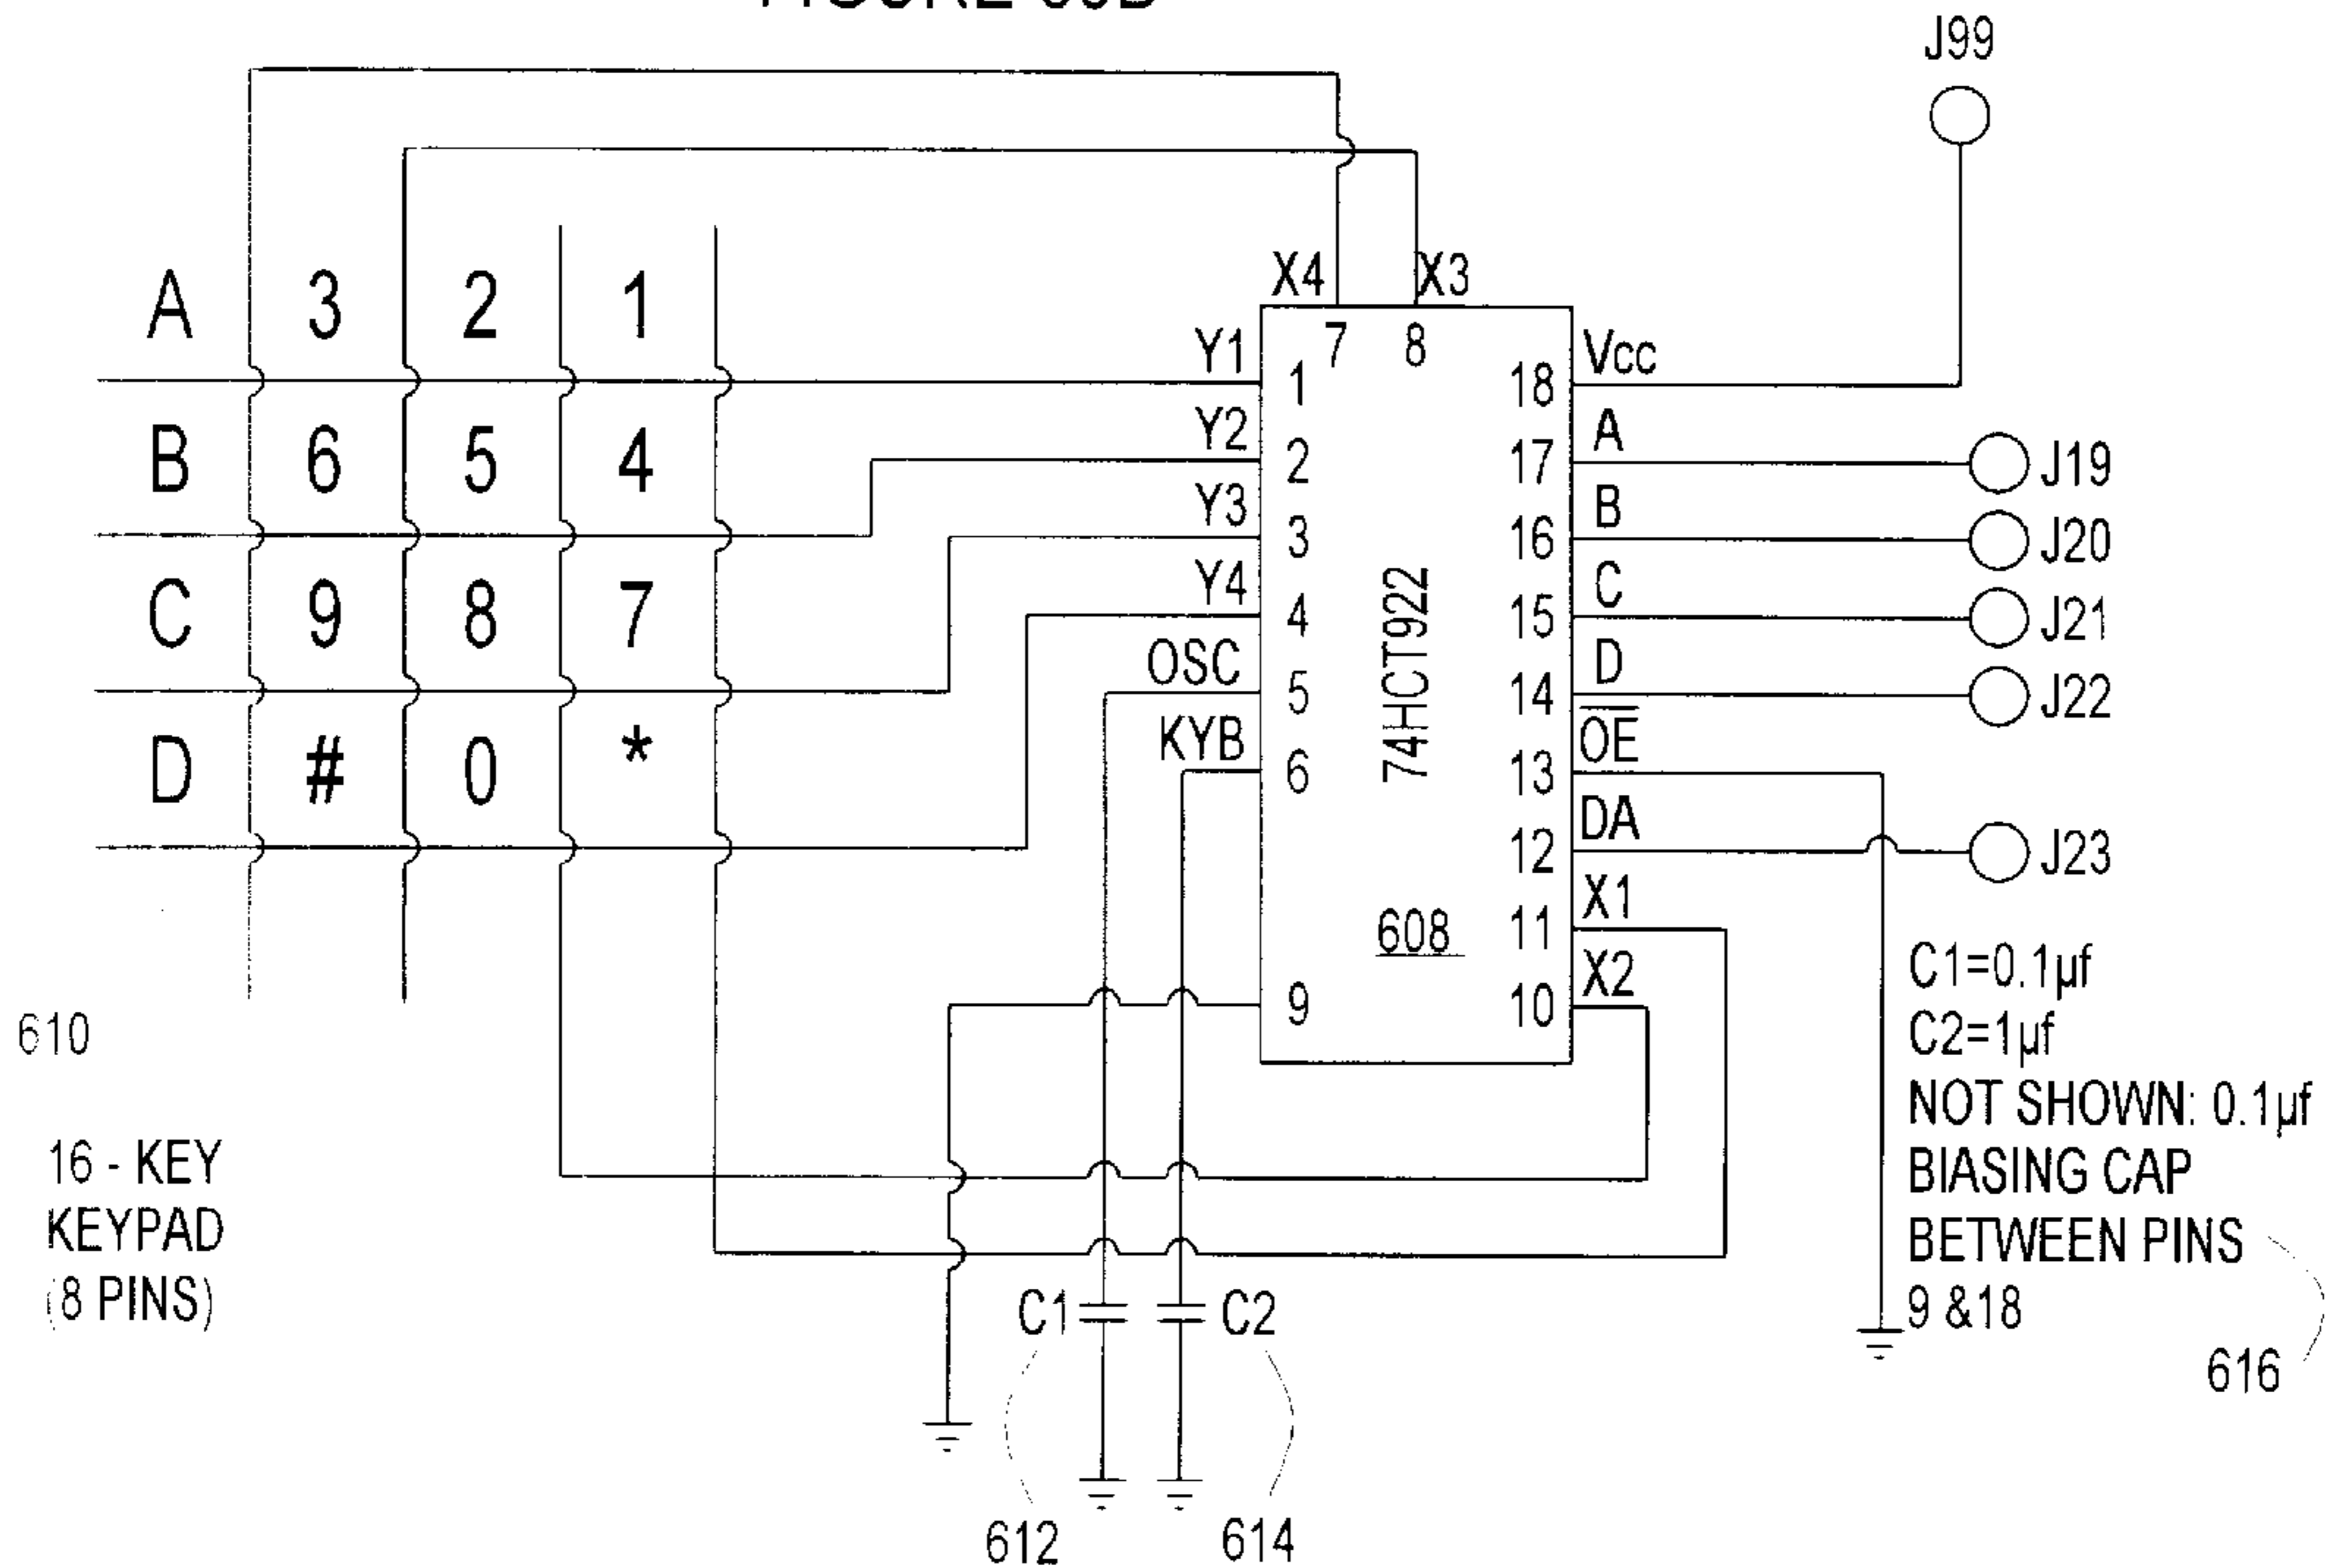 J99
X4
X3
A 3 2 1
7 8
Y1 1 18 Vcc
B 6 5 4
Y2 2 17 A J19
Y3 3 16 B J20
C 9 8 7
Y4 4 15 C J21
OSC 5 14 D J22
D # 0 *
KYB 6 13 OE
12 DA J23
74HCT922
11 X1
608
9 10 X2
610
16 - KEY
KEYPAD
(8 PINS)
C1=0.1µf
C2=1µf
NOT SHOWN: 0.1µf
BIASING CAP
BETWEEN PINS
9 &18
616
C1 C2
612 614